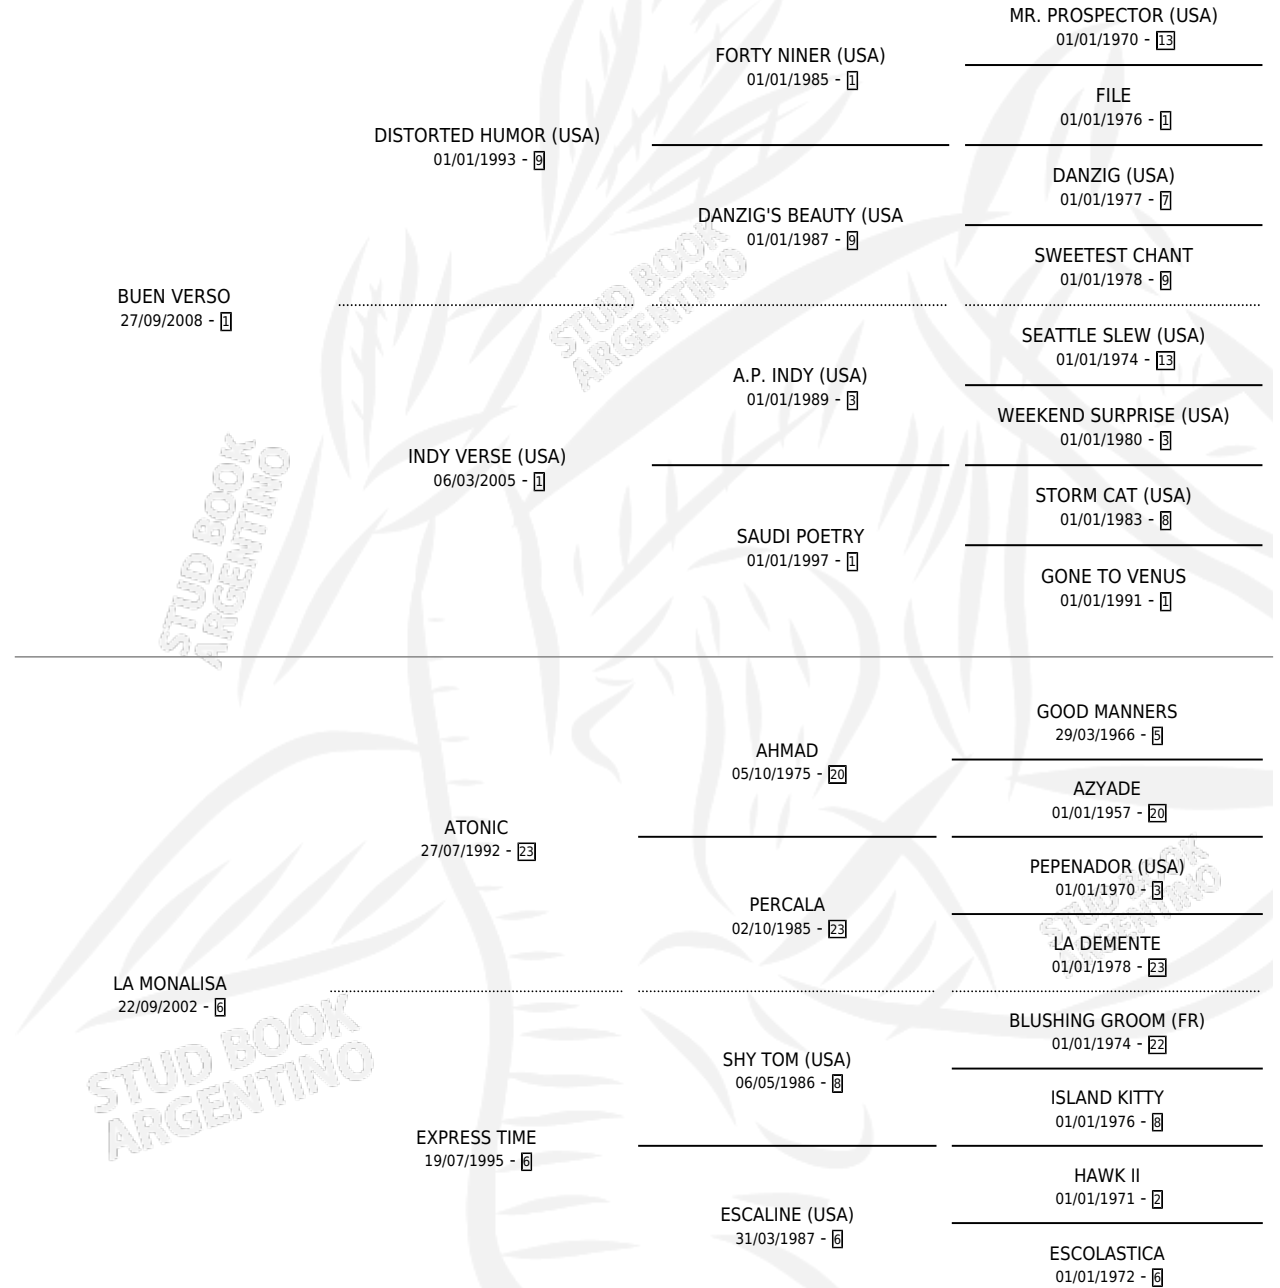 MR. PROSPECTOR (USA)
01/01/1970 - 13
FORTY NINER (USA)
01/01/1985 - 1
FILE
01/01/1976 - 1
DISTORTED HUMOR (USA)
01/01/1993 - 9
DANZIG (USA)
01/01/1977 - 7
DANZIG'S BEAUTY (USA
01/01/1987 - 9
SWEETEST CHANT
01/01/1978 - 9
BUEN VERSO
27/09/2008 - 1
STUD BOOK
ARGENTINO
SEATTLE SLEW (USA)
01/01/1974 - 13
A.P. INDY (USA)
01/01/1989 - 3
WEEKEND SURPRISE (USA)
01/01/1980 - 3
INDY VERSE (USA)
06/03/2005 - 1
STORM CAT (USA)
01/01/1983 - 8
SAUDI POETRY
01/01/1997 - 1
GONE TO VENUS
01/01/1991 - 1
STUD BOOK
ARGENTINO
GOOD MANNERS
29/03/1966 - 5
AHMAD
05/10/1975 - 20
AZYADE
01/01/1957 - 20
ATONIC
27/07/1992 - 23
PEPENADOR (USA)
01/01/1970 - 3
PERCALA
02/10/1985 - 23
LA DEMENTE
01/01/1978 - 23
STUD BOOK
ARGENTINO
LA MONALISA
22/09/2002 - 6
BLUSHING GROOM (FR)
01/01/1974 - 22
SHY TOM (USA)
06/05/1986 - 8
ISLAND KITTY
01/01/1976 - 8
STUD BOOK
ARGENTINO
EXPRESS TIME
19/07/1995 - 6
HAWK II
01/01/1971 - 2
ESCALINE (USA)
31/03/1987 - 6
ESCOLASTICA
01/01/1972 - 6